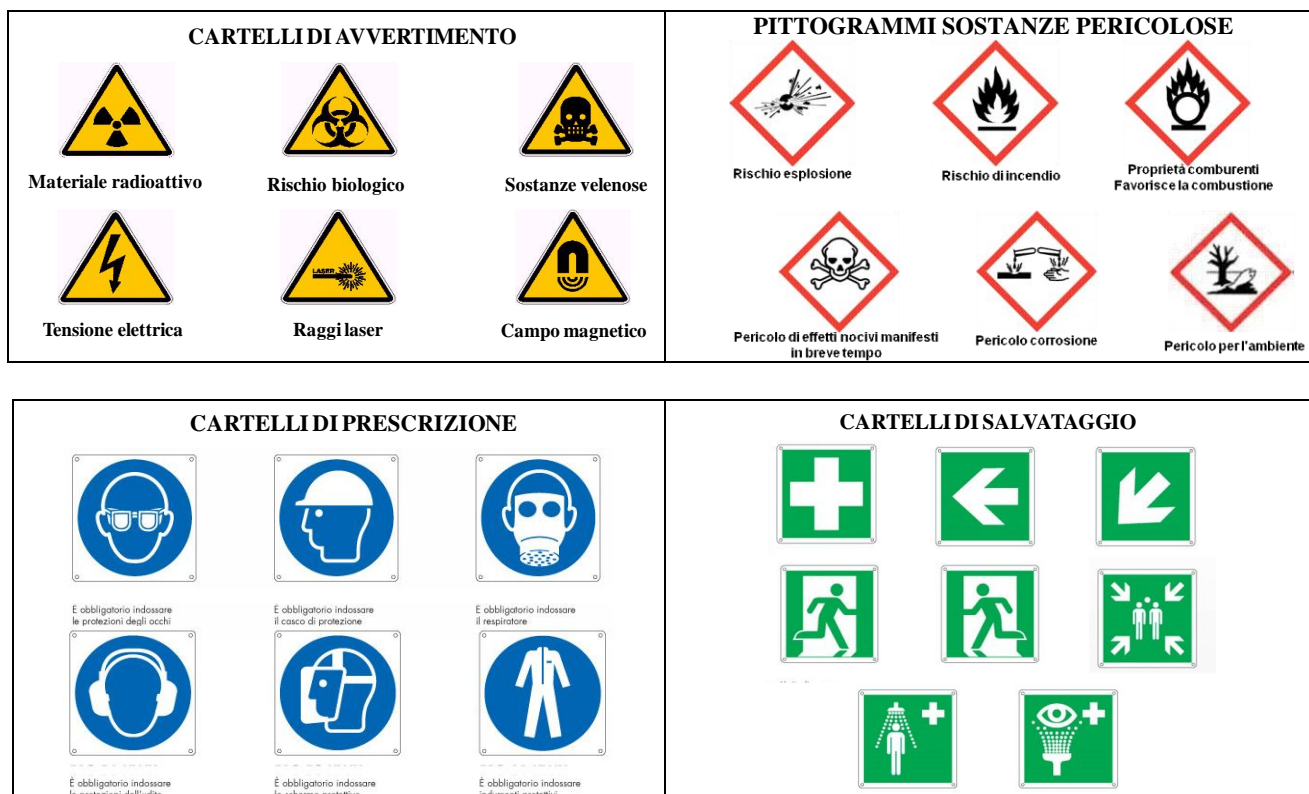 CARTELLI DI AVVERTIMENTO
Materiale radioattivo
Rischio biologico
Sostanze velenose
LASER
Tensione elettrica
Raggi laser
Campo magnetico
PITTOGRAMMI SOSTANZE PERICOLOSE
Rischio esplosione
Rischio di incendio
Proprietà comburenti
Favorisce la combustione
Pericolo di effetti nocivi manifesti
in breve tempo
Pericolo corrosione
Pericolo per l'ambiente
CARTELLI DI PRESCRIZIONE
È obbligatorio indossare
le protezioni degli occhi
È obbligatorio indossare
il casco di protezione
È obbligatorio indossare
il respiratore
È obbligatorio indossare
È obbligatorio indossare
È obbligatorio indossare
CARTELLI DI SALVATAGGIO